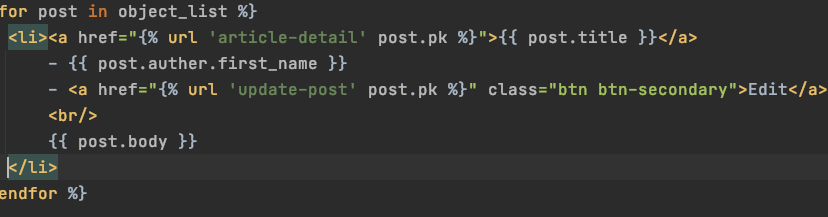 for post in object_list %}
<li><a href="{% url 'article-detail' post.pk %}">{{ post.title }}</a>
- {{ post.auther.first_name }}
- <a href="{% url 'update-post' post.pk %}" class="btn btn-secondary">Edit</a>
<br/>
{{ post.body }}
</li>
endfor %}